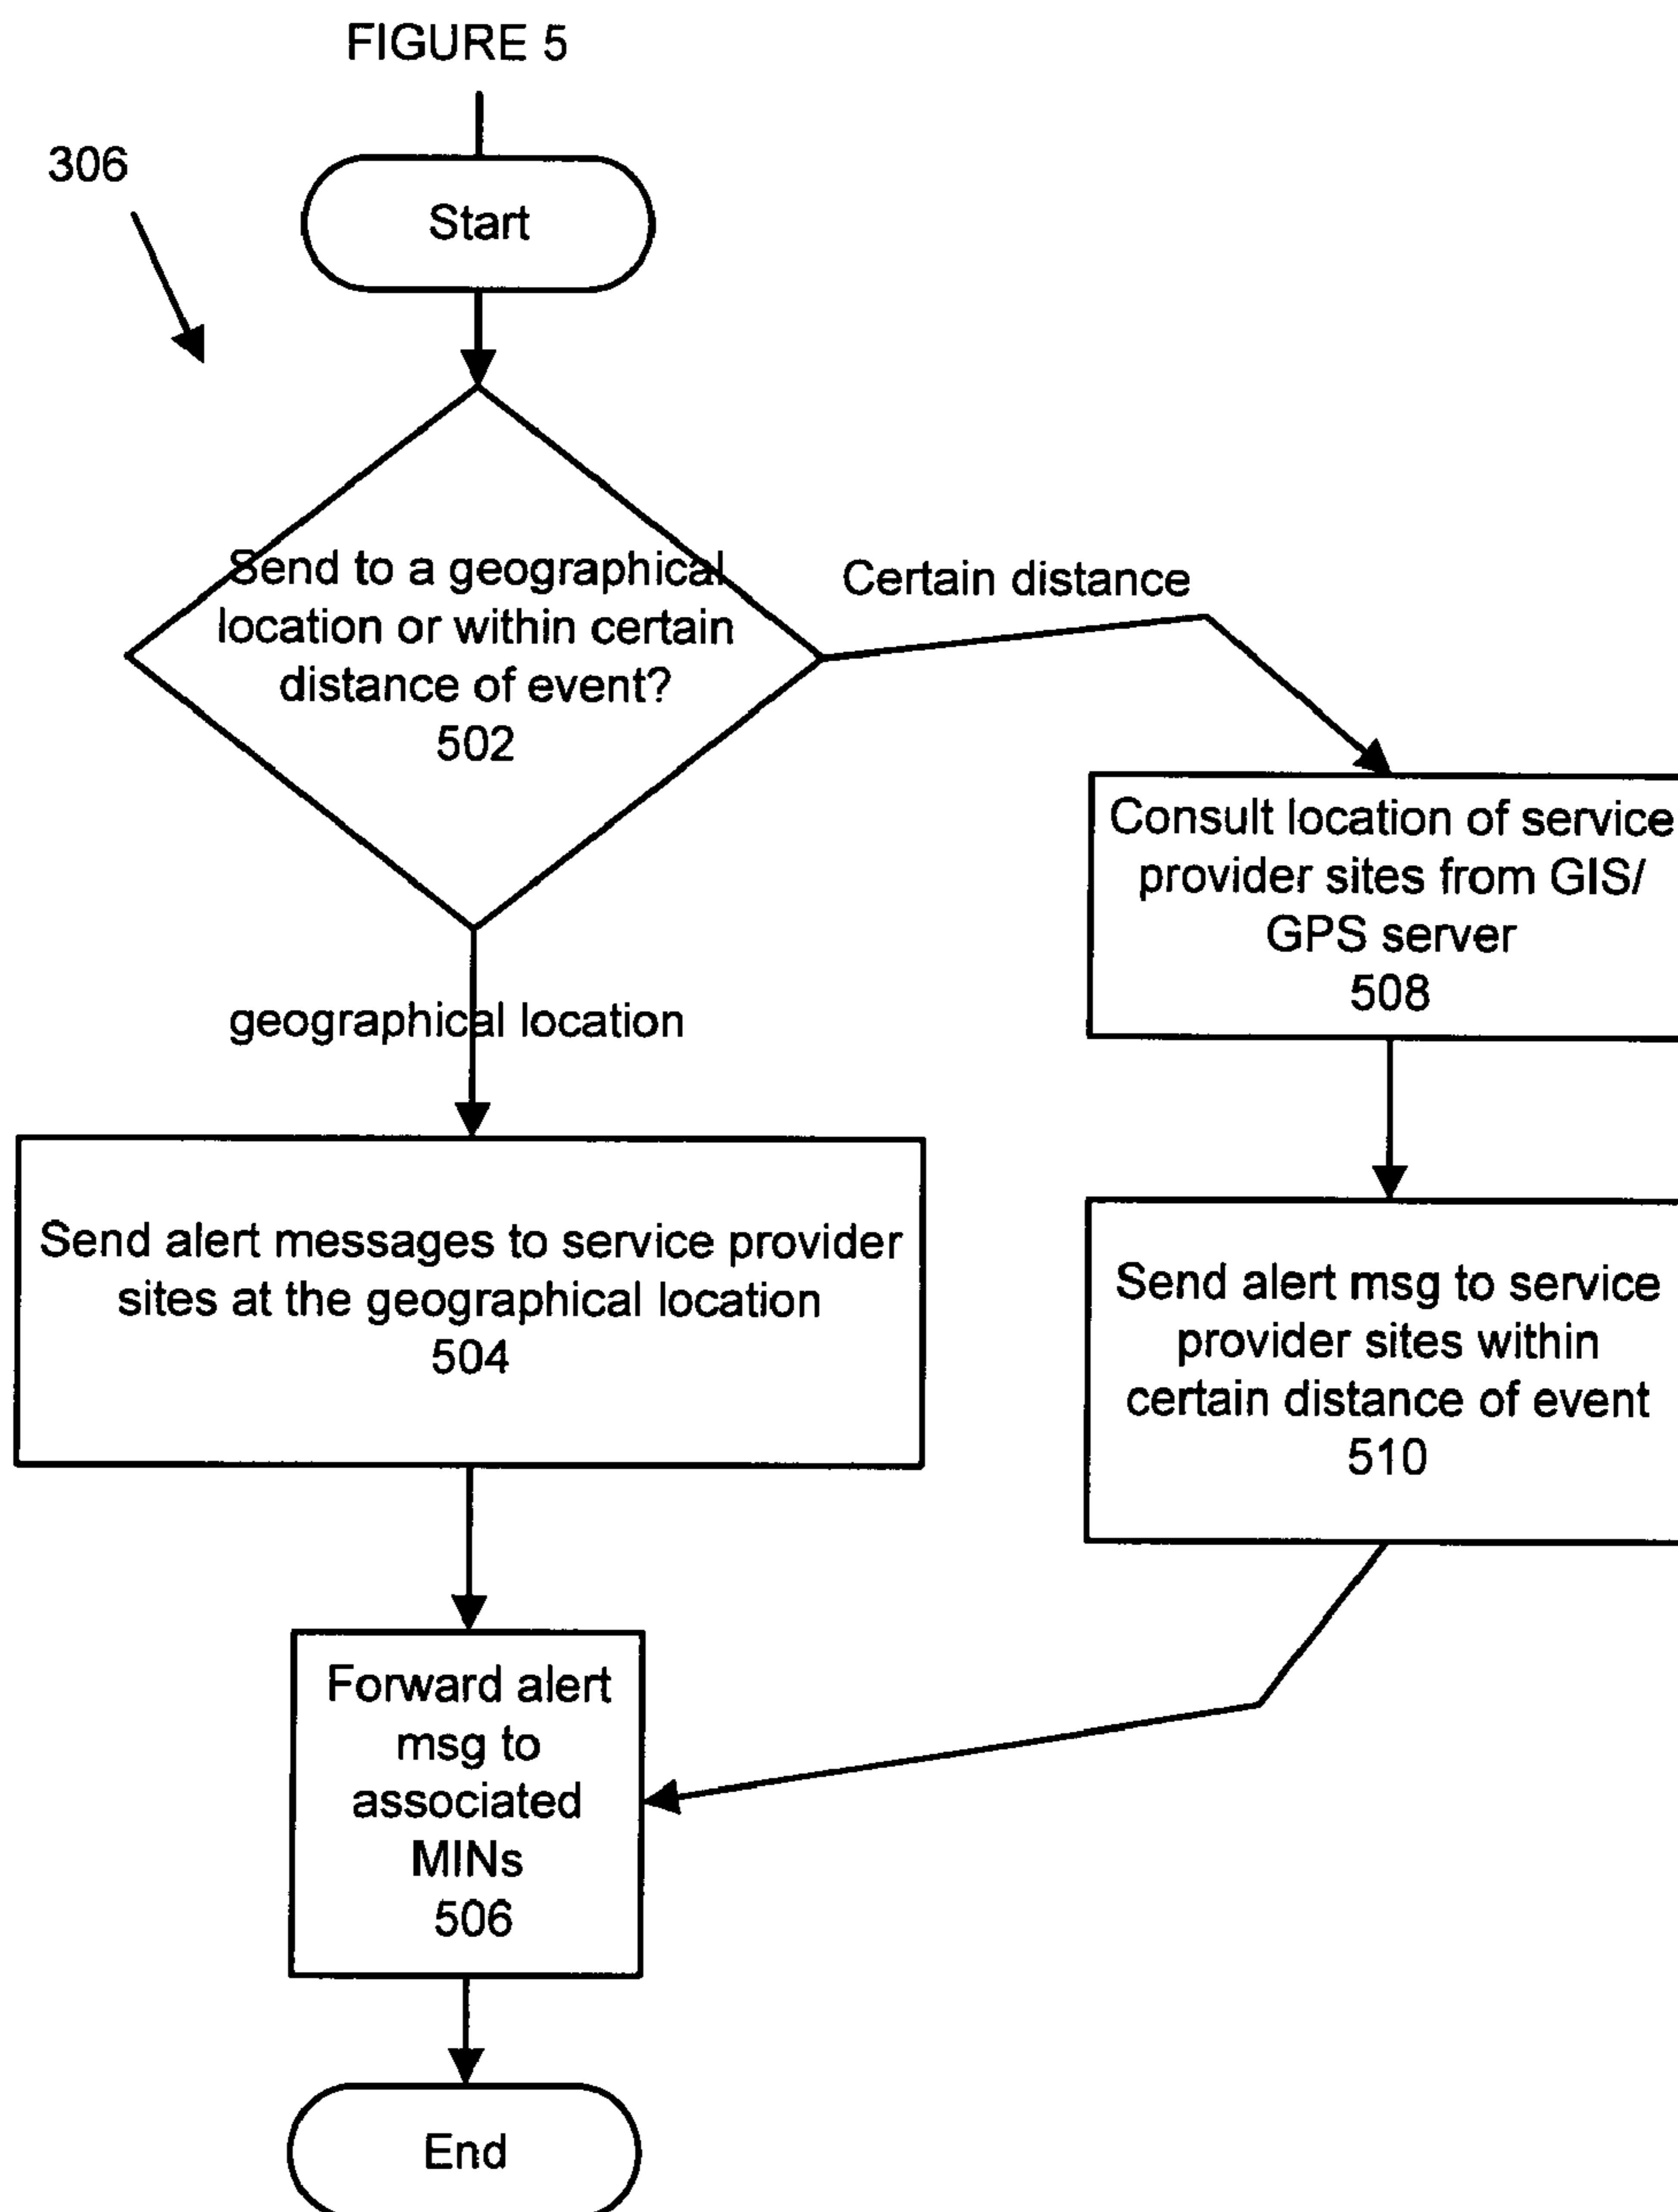 FIGURE 5
306
Start
Send to a geographical
location or within certain
distance of event?
502
Certain distance
Consult location of service
provider sites from GIS/
GPS server
508
geographical location
Send alert messages to service provider
sites at the geographical location
504
Send alert msg to service
provider sites within
certain distance of event
510
Forward alert
msg to
associated
MINs
506
End